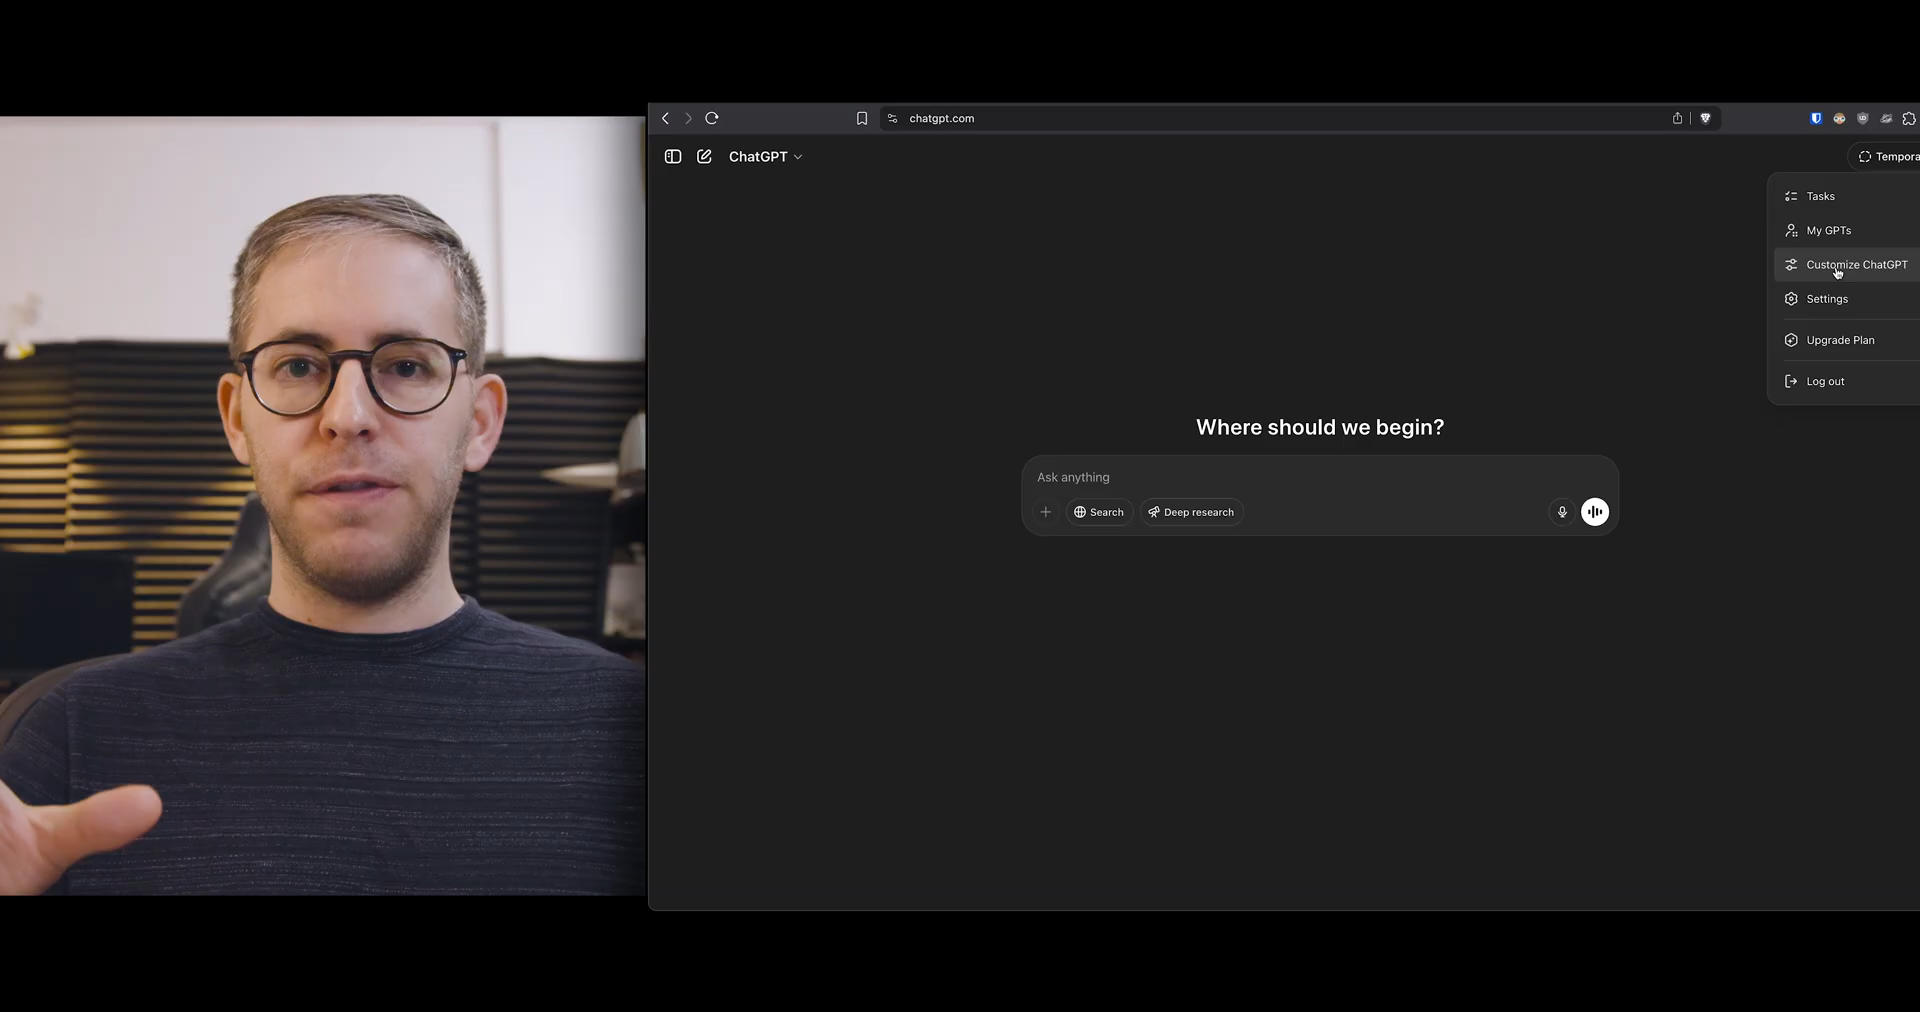 chatgpt.com
ChatGPT
Tempora
Tasks
My GPTs
Customize ChatGPT
Settings
Upgrade Plan
Log out
Where should we begin?
Ask anything
Search
Deep research